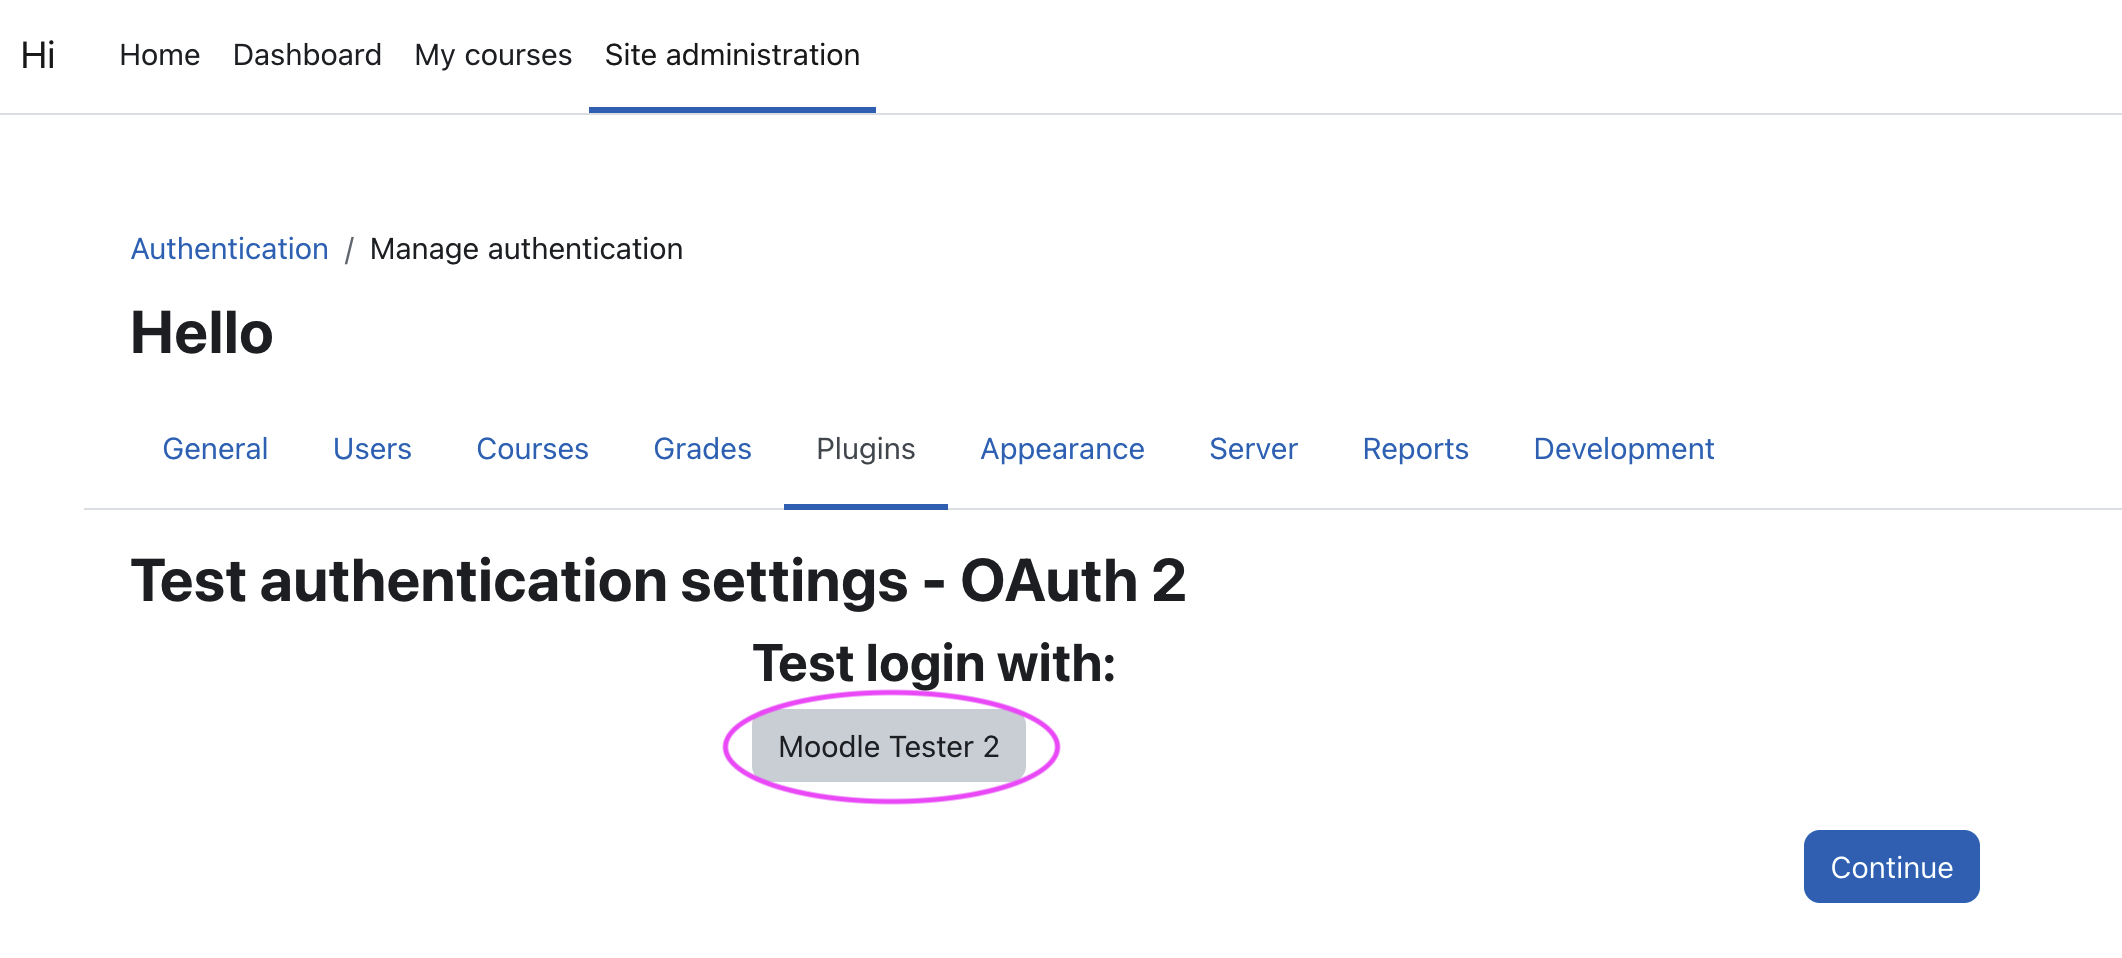 Hi Home Dashboard My courses Site administration
Authentication / Manage authentication
Hello
General Users Courses Grades Plugins Appearance Server Reports Development
Test authentication settings - OAuth 2
Test login with:
Moodle Tester 2
Continue